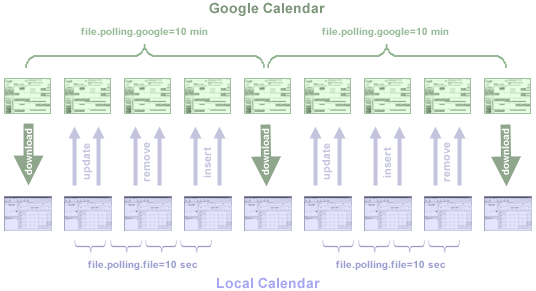 Google Calendar
file.polling.google=10 min
file.polling.google=10 min
download
update
remove
insert
download
update
insert
remove
download
file.polling.file=10 sec
file.polling.file=10 sec
Local Calendar